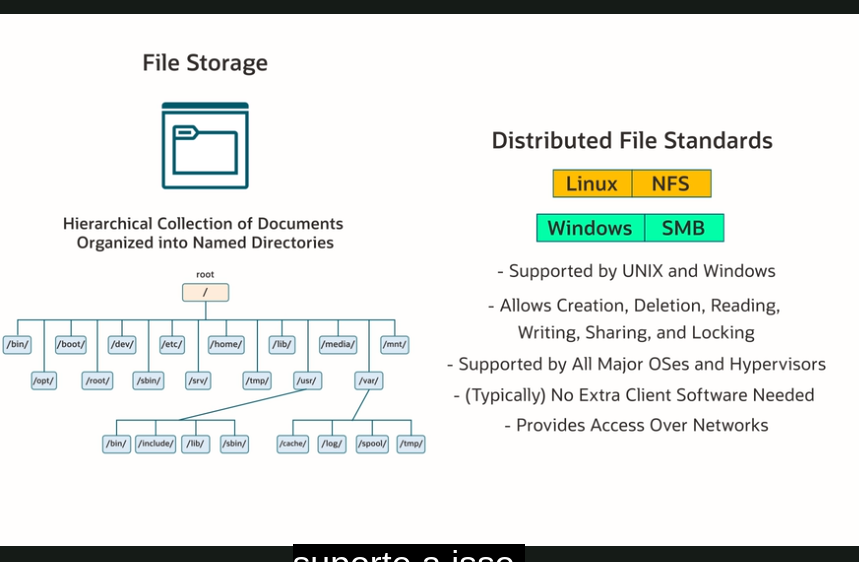 File Storage
Hierarchical Collection of Documents
Organized into Named Directories
root
/
/bin/ /boot/ /dev/ /etc/ /home/ /lib/ /media/ /mnt/
/opt/ /root/ /sbin/ /srv/ /tmp/ /usr/ /var/
/bin/ /include/ /lib/ /sbin/ /cache/ /log/ /spool/ /tmp/
Distributed File Standards
Linux NFS
Windows SMB
- Supported by UNIX and Windows
- Allows Creation, Deletion, Reading,
Writing, Sharing, and Locking
- Supported by All Major OSes and Hypervisors
- (Typically) No Extra Client Software Needed
- Provides Access Over Networks
suporte a isso